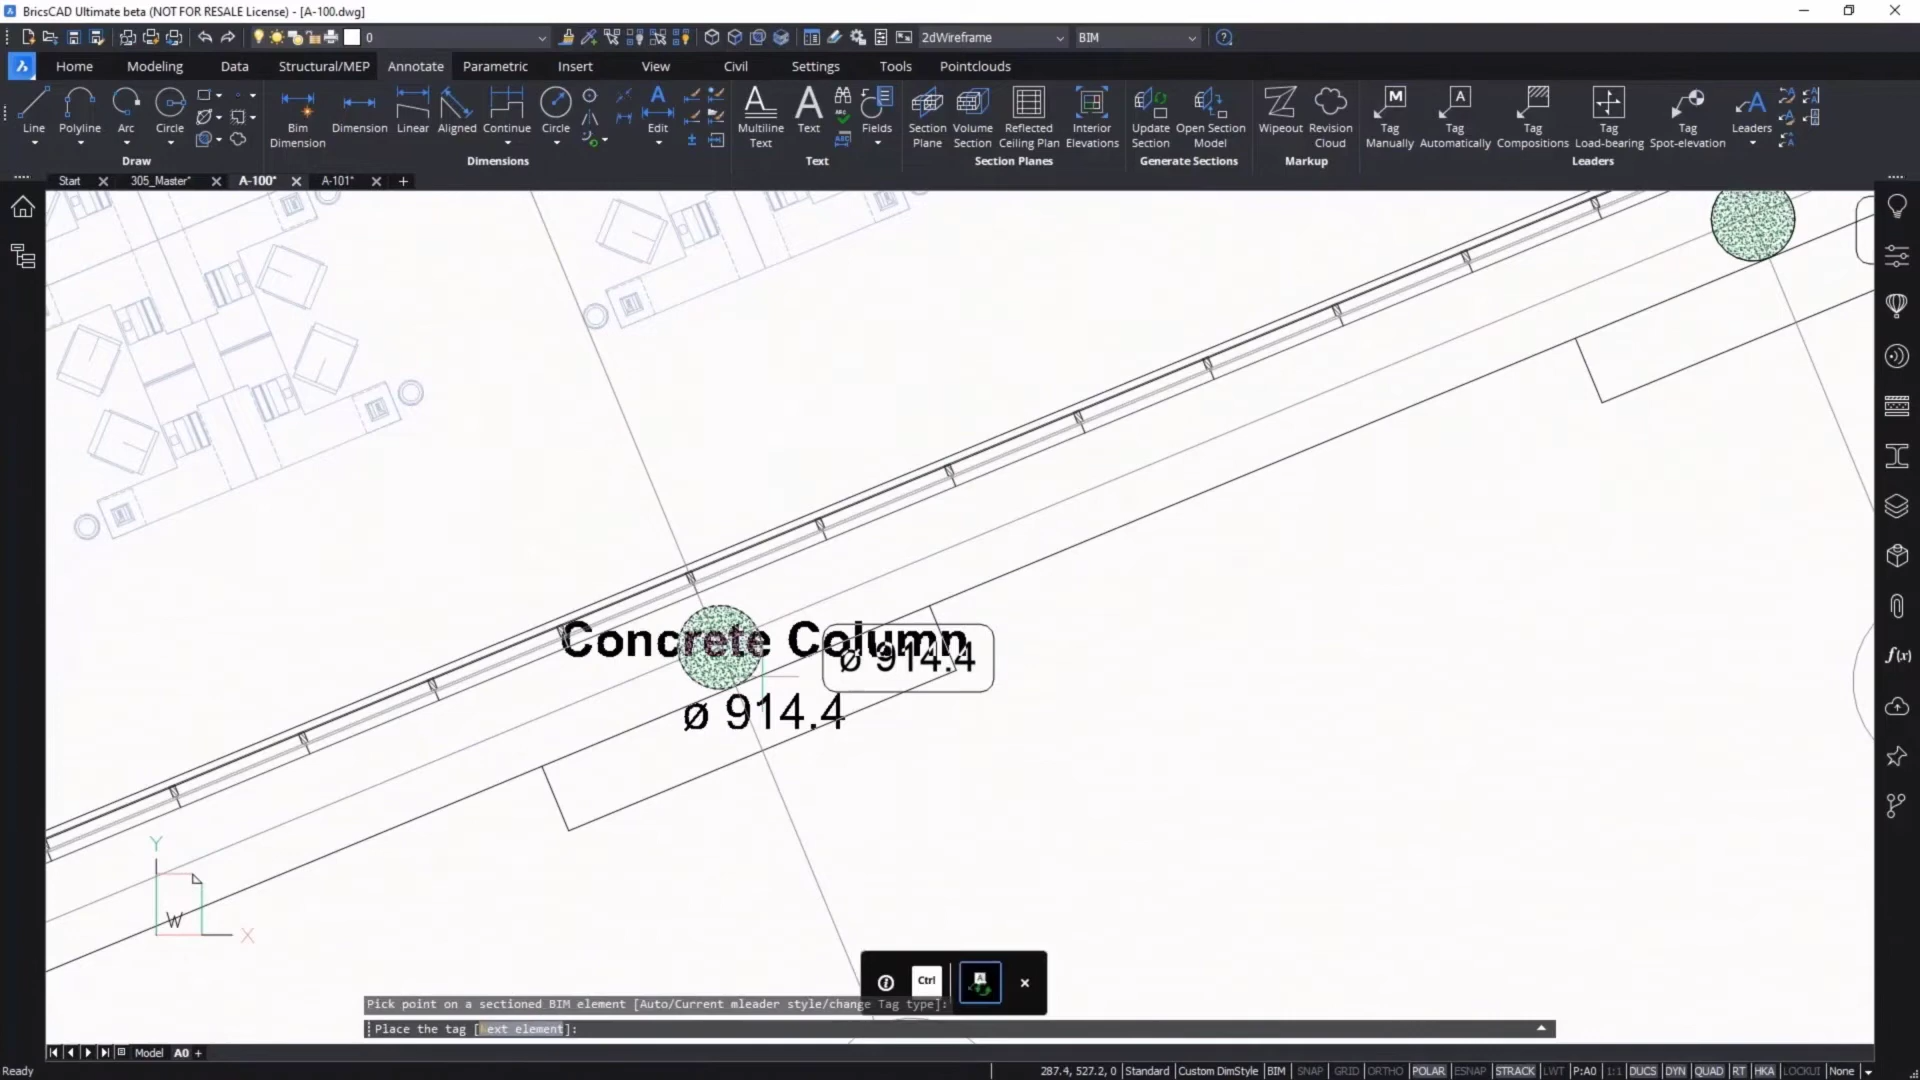 BricsCAD Ultimate beta (NOT FOR RESALE License) - [A-100.dwg]
0
2dWireframe
BIM
Home
Modeling
Data
Structural/MEP
Annotate
Parametric
Insert
View
Civil
Settings
Tools
Pointclouds
Line
Polyline
Arc
Circle
Bim Dimension
Dimension
Linear
Aligned
Continue
Circle
Edit
Multiline Text
Text
Fields
Section Plane
Volume Section
Reflected Ceiling Plan
Interior Elevations
Update Section
Open Section Model
Wipeout
Revision Cloud
Tag Manually
Tag Automatically
Tag Compositions
Tag Load-bearing
Tag Spot-elevation
Leaders
Draw
Dimensions
Text
Section Planes
Generate Sections
Markup
Leaders
Start
305_Master*
A-100*
A-101*
Concrete Column
ø 914.4
ø 914.4
Y
W
X
Ctrl
Pick point on a sectioned BIM element [Auto/Current mleader style/change Tag type]:
Place the tag [Next element]:
Model
A0
Ready
287.4, 527.2, 0
Standard
Custom DimStyle
BIM
SNAP
GRID
ORTHO
POLAR
ESNAP
STRACK
LWT
P:A0
1:1
DUCS
DYN
QUAD
RT
HKA
LOCKUI
None